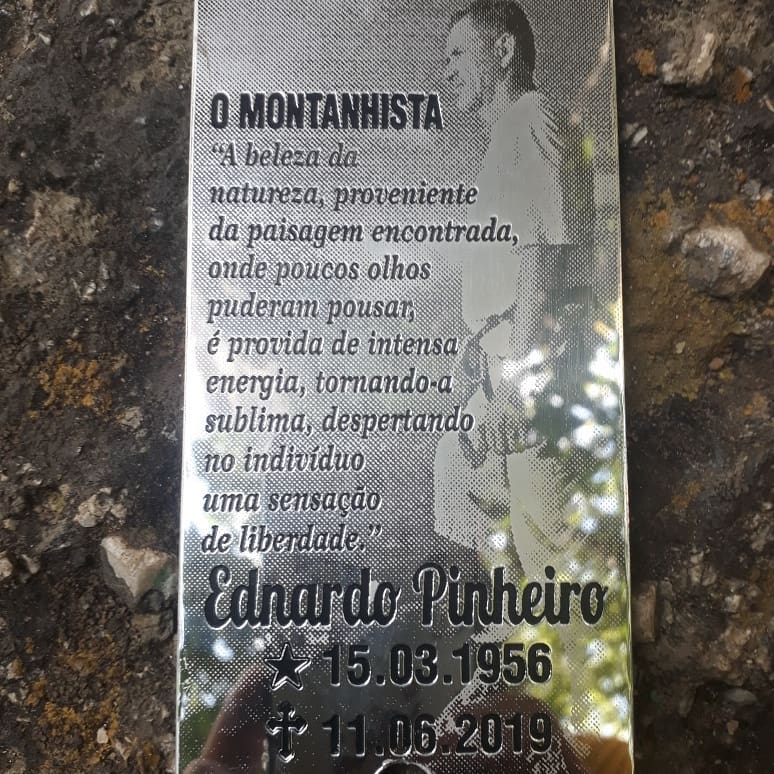 O MONTANHISTA
“A beleza da
natureza, proveniente
da paisagem encontrada,
onde poucos olhos
puderam pousar,
é provida de intensa
energia, tornando-a
sublima, despertando
no indivíduo
uma sensação
de liberdade.”
Ednardo Pinheiro
15.03.1956
11.06.2019